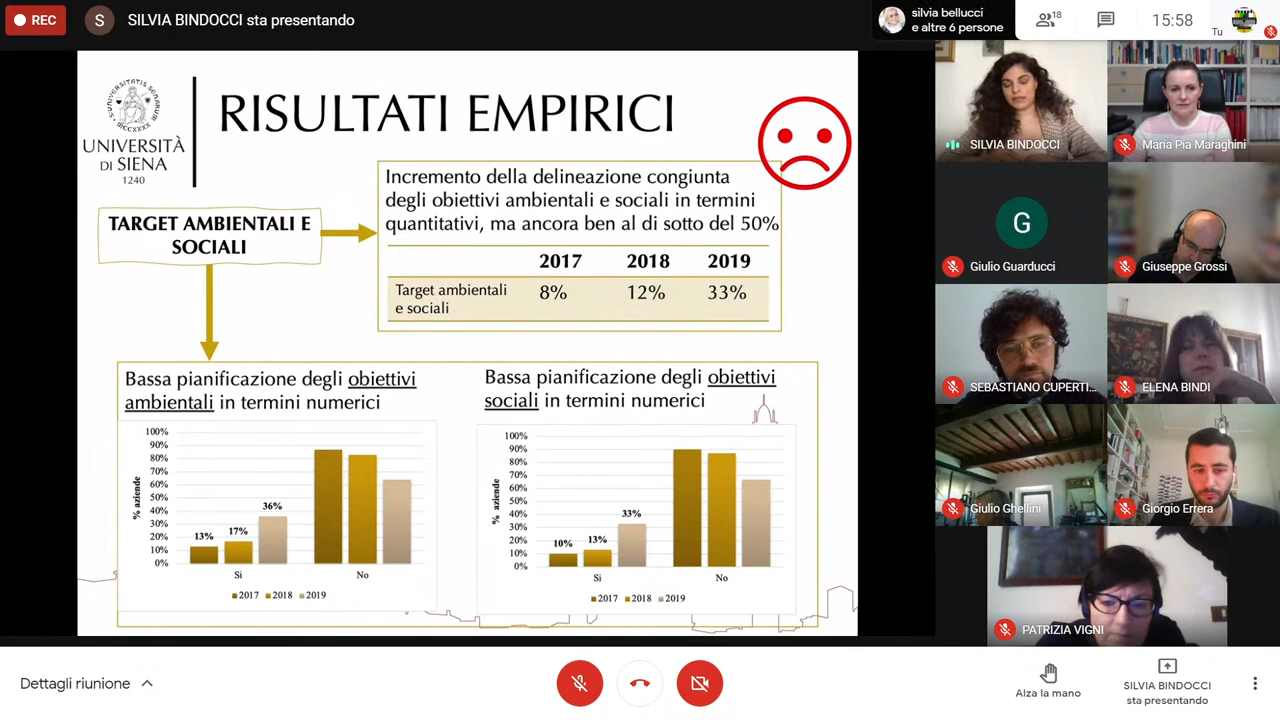 REC
S
SILVIA BINDOCCI sta presentando
silvia bellucci
e altre 6 persone
18
15:58
Tu
UNIVERSITÀ
DI SIENA
1240
RISULTATI EMPIRICI
TARGET AMBIENTALI E
SOCIALI
Incremento della delineazione congiunta
degli obiettivi ambientali e sociali in termini
quantitativi, ma ancora ben al di sotto del 50%
2017 2018 2019
Target ambientali
e sociali
8% 12% 33%
Bassa pianificazione degli obiettivi
ambientali in termini numerici
100%
90%
80%
70%
60%
50%
40%
30%
20%
10%
0%
% aziende
13% 17% 36%
Si No
2017 2018 2019
Bassa pianificazione degli obiettivi
sociali in termini numerici
100%
90%
80%
70%
60%
50%
40%
30%
20%
10%
0%
% aziende
10% 13% 33%
Si No
2017 2018 2019
SILVIA BINDOCCI
Maria Pia Maraghini
G
Giulio Guarducci
Giuseppe Grossi
SEBASTIANO CUPERTI...
ELENA BINDI
Giulio Ghellini
Giorgio Errera
PATRIZIA VIGNI
Dettagli riunione
Alza la mano
SILVIA BINDOCCI
sta presentando